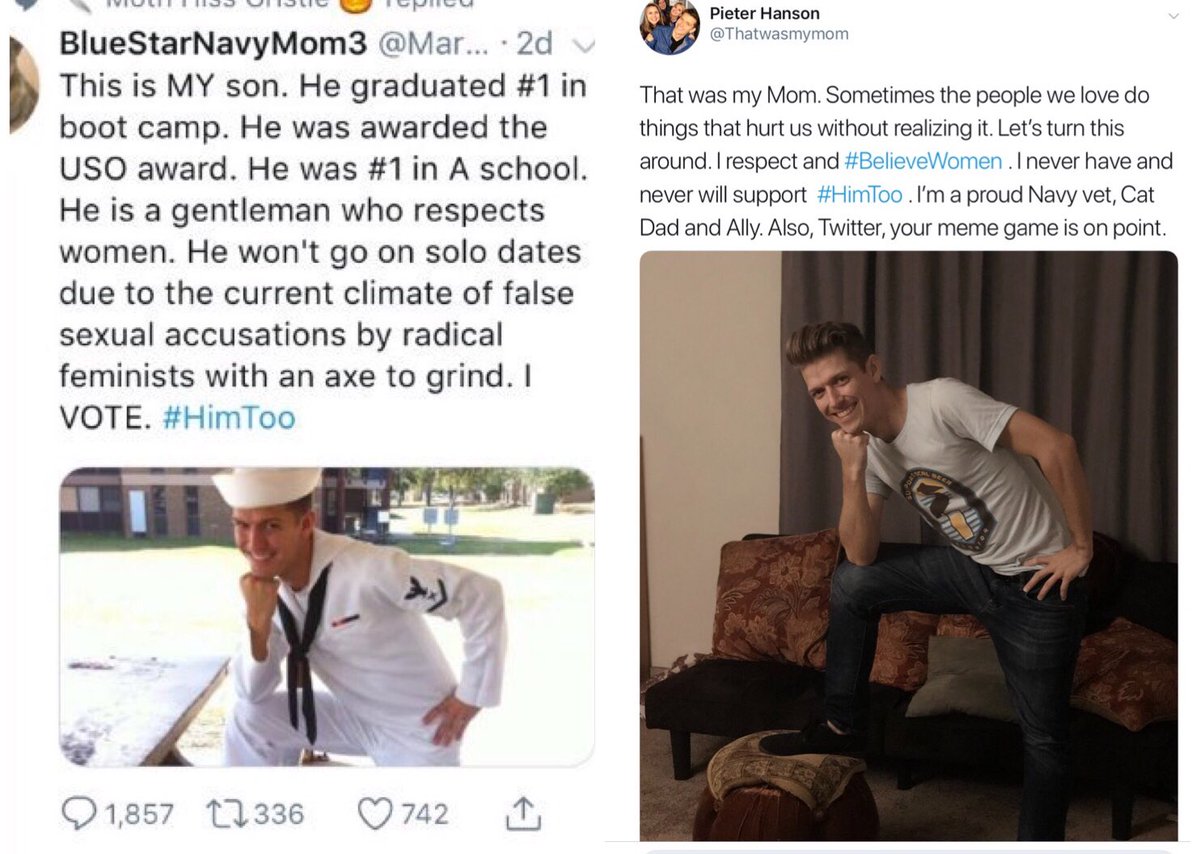 replied
BlueStarNavyMom3 @Mar... · 2d
This is MY son. He graduated #1 in
boot camp. He was awarded the
USO award. He was #1 in A school.
He is a gentleman who respects
women. He won't go on solo dates
due to the current climate of false
sexual accusations by radical
feminists with an axe to grind. I
VOTE. #HimToo
1,857 336 742
Pieter Hanson
@Thatwasmymom
That was my Mom. Sometimes the people we love do
things that hurt us without realizing it. Let's turn this
around. I respect and #BelieveWomen . I never have and
never will support #HimToo . I'm a proud Navy vet, Cat
Dad and Ally. Also, Twitter, your meme game is on point.